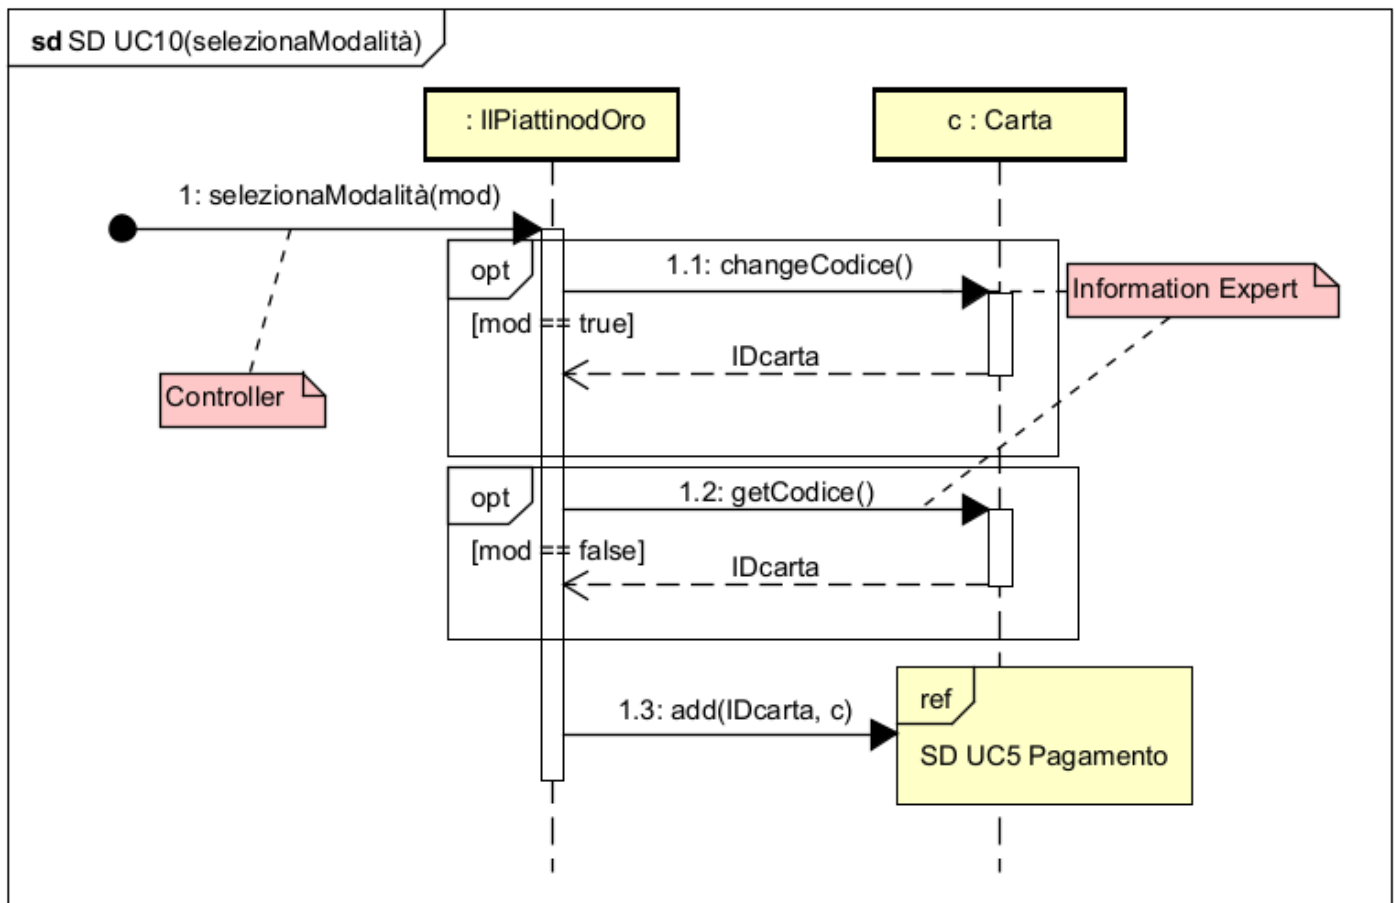 sd SD UC10(selezionaModalità)
: IlPiattinodOro
c : Carta
1: selezionaModalità(mod)
opt
1.1: changeCodice()
Information Expert
[mod == true]
IDcarta
Controller
opt
1.2: getCodice()
[mod == false]
IDcarta
1.3: add(IDcarta, c)
ref
SD UC5 Pagamento